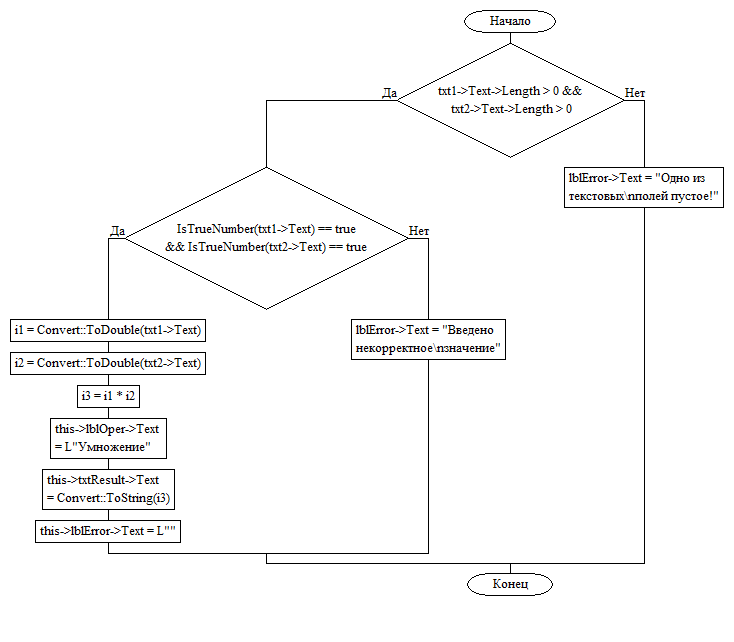 Начало
txt1->Text->Length > 0 &&
txt2->Text->Length > 0
Да
Нет
lblError->Text = "Одно из
текстовых\nполей пустое!"
IsTrueNumber(txt1->Text) == true
&& IsTrueNumber(txt2->Text) == true
Да
Нет
i1 = Convert::ToDouble(txt1->Text)
i2 = Convert::ToDouble(txt2->Text)
i3 = i1 * i2
this->lblOper->Text
= L"Умножение"
this->txtResult->Text
= Convert::ToString(i3)
this->lblError->Text = L""
lblError->Text = "Введено
некорректное\nзначение"
Конец